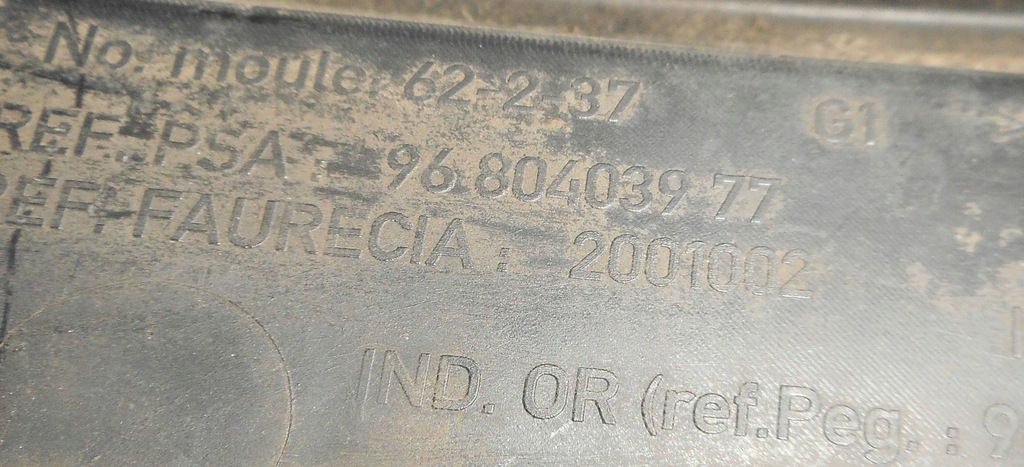 No. moule. 62-2-37 G1
REF. PSA : 96 804039 77
REF. FAURECIA : 2001002
IND. OR (ref.Peg. : 9